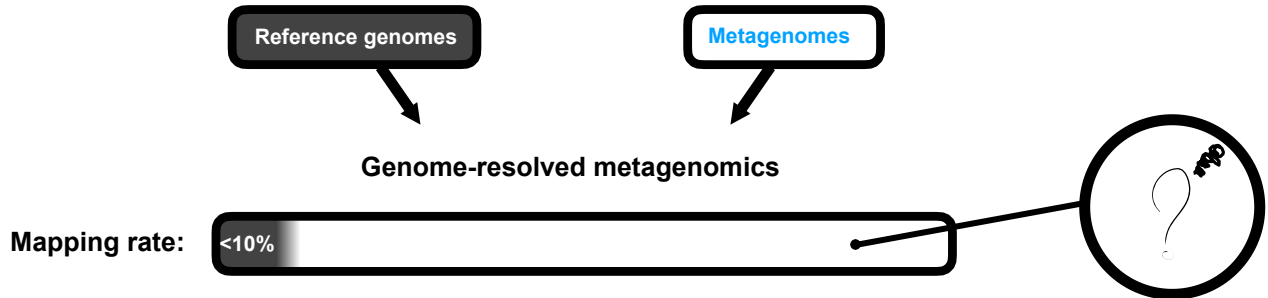 Reference genomes
Metagenomes
Genome-resolved metagenomics
Mapping rate:
<10%
?